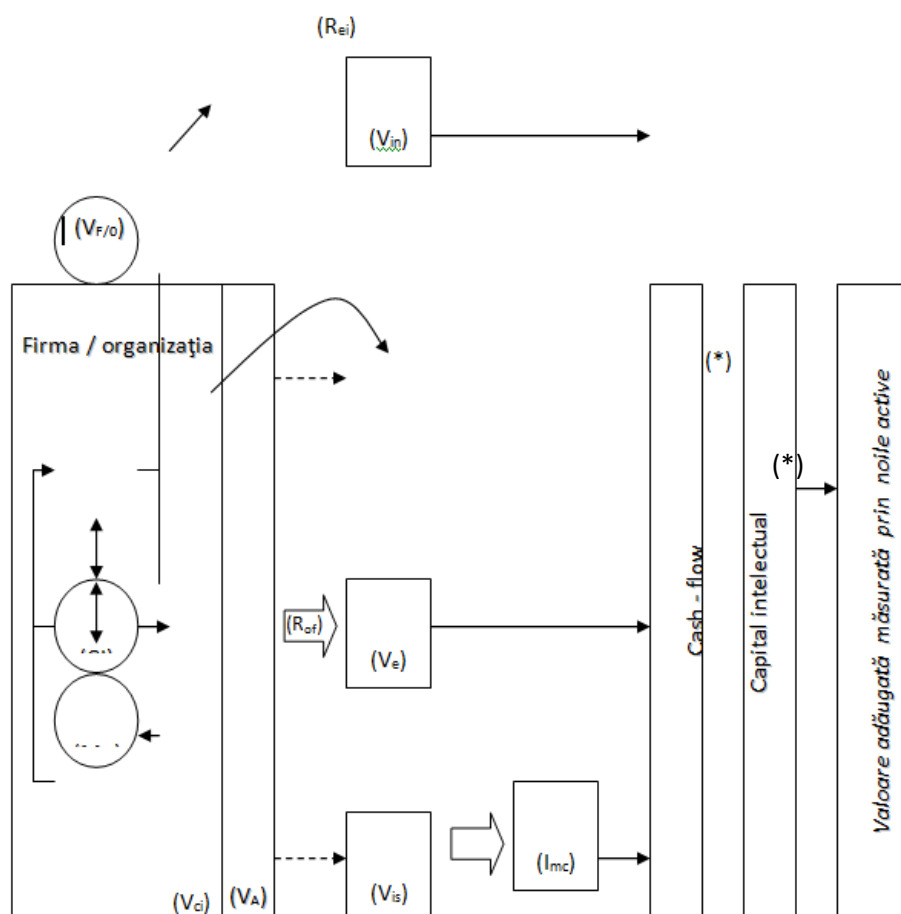 (Rei)
(Vin)
(VF/0)
Firma / organizaţia
(*)
(*)
Cash - flow
Capital intelectual
Valoare adăugată măsurată prin noile active
(Rof)
(Ve)
(Imc)
(Vci)
(VA)
(Vis)